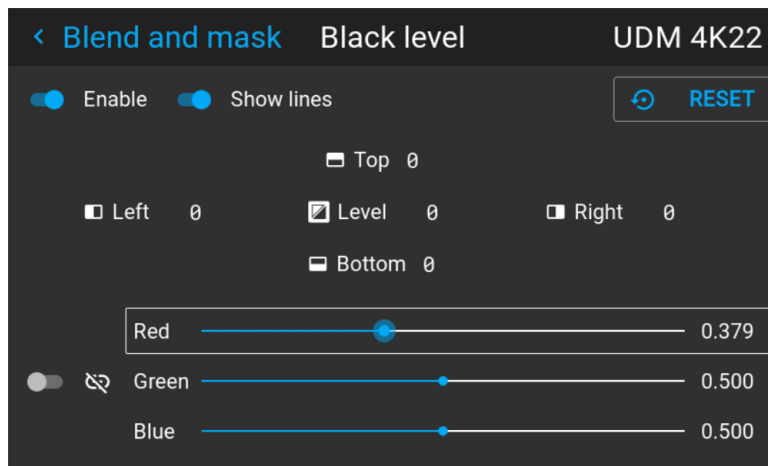 Blend and mask Black level UDM 4K22
Enable Show lines RESET
Top 0
Left 0 Level 0 Right 0
Bottom 0
Red 0.379
Green 0.500
Blue 0.500